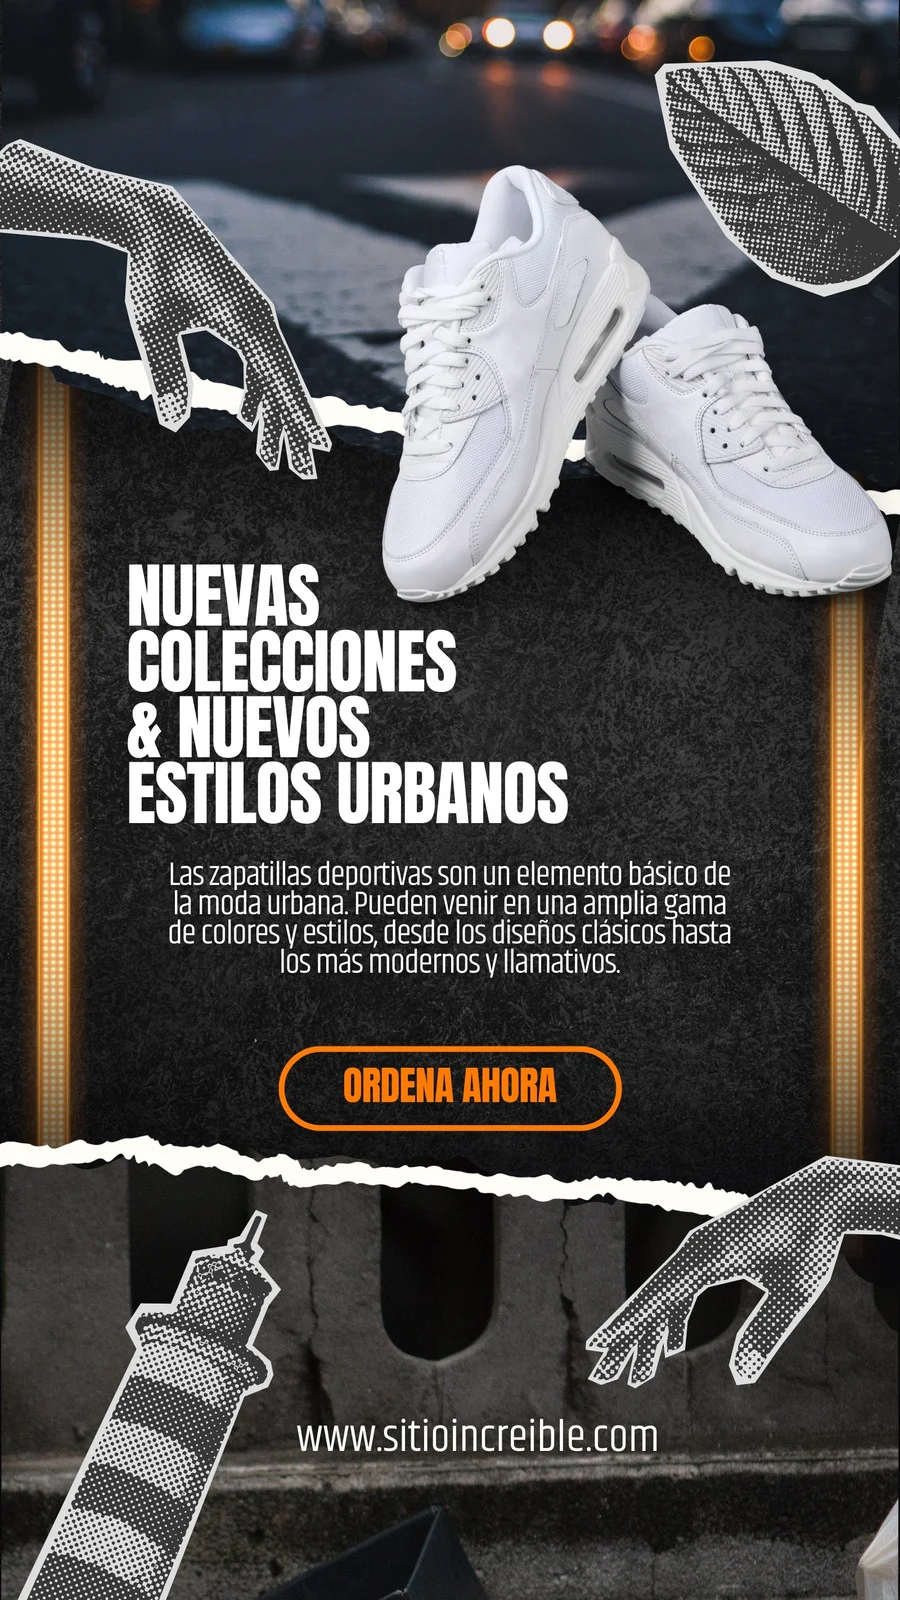 NUEVAS
COLECCIONES
& NUEVOS
ESTILOS URBANOS
Las zapatillas deportivas son un elemento básico de
la moda urbana. Pueden venir en una amplia gama
de colores y estilos, desde los diseños clásicos hasta
los más modernos y llamativos.
ORDENA AHORA
www.sitioincreible.com